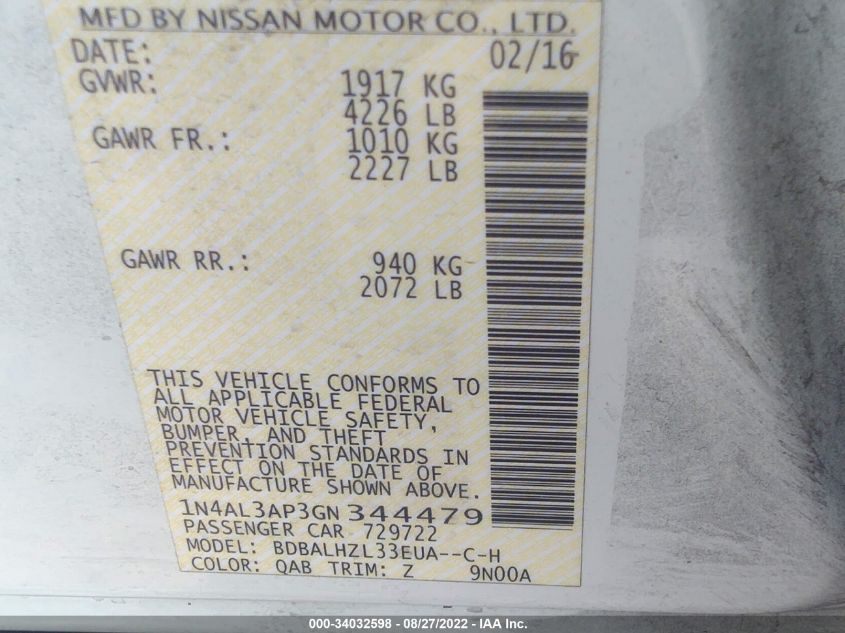 MFD BY NISSAN MOTOR CO., LTD.
DATE: 02/16
GVWR: 1917 KG
4226 LB
GAWR FR.: 1010 KG
2227 LB
GAWR RR.: 940 KG
2072 LB
THIS VEHICLE CONFORMS TO
ALL APPLICABLE FEDERAL
MOTOR VEHICLE SAFETY,
BUMPER, AND THEFT
PREVENTION STANDARDS IN
EFFECT ON THE DATE OF
MANUFACTURE SHOWN ABOVE.
1N4AL3AP3GN344479
PASSENGER CAR 729722
MODEL: BDBALHZL33EUA--C-H
COLOR: QAB TRIM: Z 9N00A
000-34032598 - 08/27/2022 - IAA Inc.